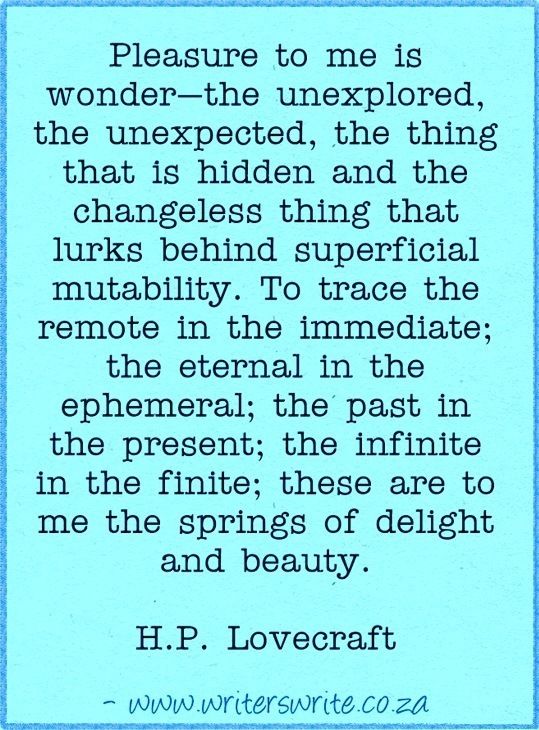 Pleasure to me is
wonder—the unexplored,
the unexpected, the thing
that is hidden and the
changeless thing that
lurks behind superficial
mutability. To trace the
remote in the immediate;
the eternal in the
ephemeral; the past in
the present; the infinite
in the finite; these are to
me the springs of delight
and beauty.
H.P. Lovecraft
- www.writerswrite.co.za